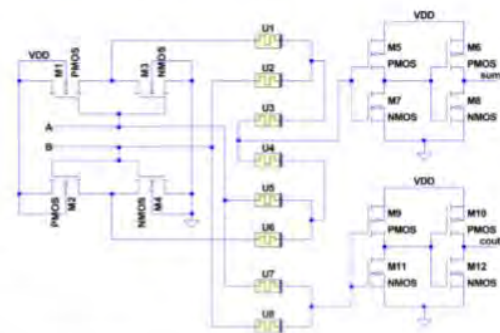 U1
VDD
M1
PMOS
M3
NMOS
U2
U3
A
B
U4
PMOS
M2
NMOS
M4
U5
U6
U7
U8
VDD
M5
PMOS
M6
PMOS
sum
M7
NMOS
M8
NMOS
VDD
M9
PMOS
M10
PMOS
cout
M11
NMOS
M12
NMOS